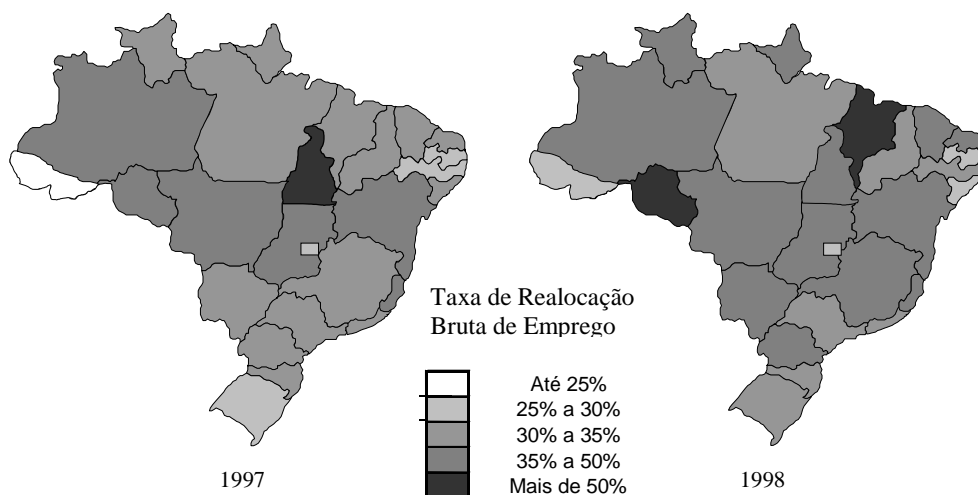 Taxa de Realocação
Bruta de Emprego
Até 25%
25% a 30%
30% a 35%
35% a 50%
Mais de 50%
1997
1998